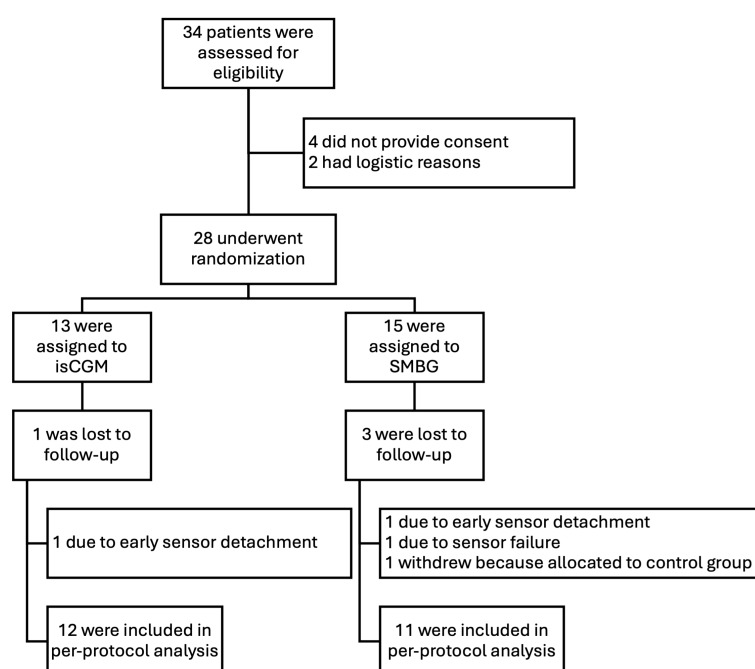 34 patients were
assessed for
eligibility
4 did not provide consent
2 had logistic reasons
28 underwent
randomization
13 were
assigned to
isCGM
15 were
assigned to
SMBG
1 was lost to
follow-up
3 were lost to
follow-up
1 due to early sensor detachment
1 due to early sensor detachment
1 due to sensor failure
1 withdrew because allocated to control group
12 were included in
per-protocol analysis
11 were included in
per-protocol analysis